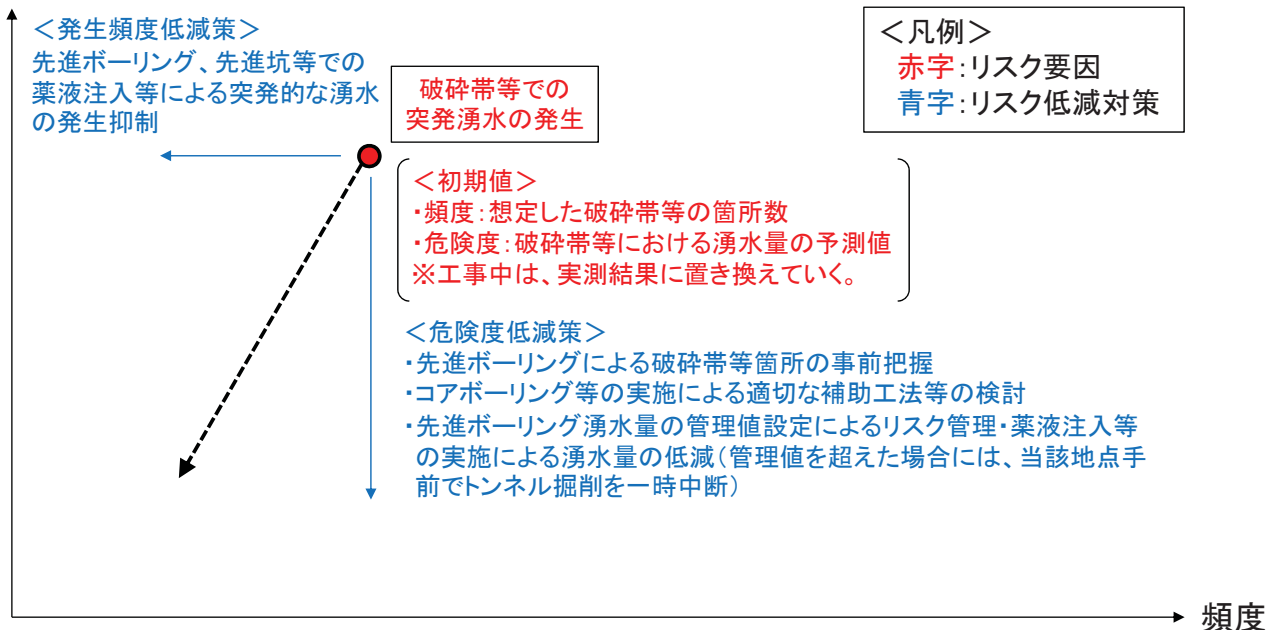 ＜発生頻度低減策＞
先進ボーリング、先進坑等での
薬液注入等による突発的な湧水
の発生抑制
破砕帯等での
突発湧水の発生
＜凡例＞
赤字：リスク要因
青字：リスク低減対策
＜初期値＞
・頻度：想定した破砕帯等の箇所数
・危険度：破砕帯等における湧水量の予測値
※工事中は、実測結果に置き換えていく。
＜危険度低減策＞
・先進ボーリングによる破砕帯等箇所の事前把握
・コアボーリング等の実施による適切な補助工法等の検討
・先進ボーリング湧水量の管理値設定によるリスク管理・薬液注入等
の実施による湧水量の低減（管理値を超えた場合には、当該地点手
前でトンネル掘削を一時中断）
頻度